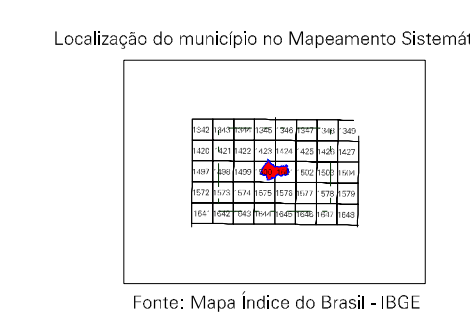 Localização do município no Mapeamento Sistemát
1342 1343 1344 1345 1346 1347 1348 1349
1420 1421 1422 1423 1424 1425 1426 1427
1497 1498 1499 1502 1503 1504
1572 1573 1574 1575 1576 1577 1578 1579
1641 1642 1643 1644 1645 1646 1647 1648
Fonte: Mapa Índice do Brasil - IBGE